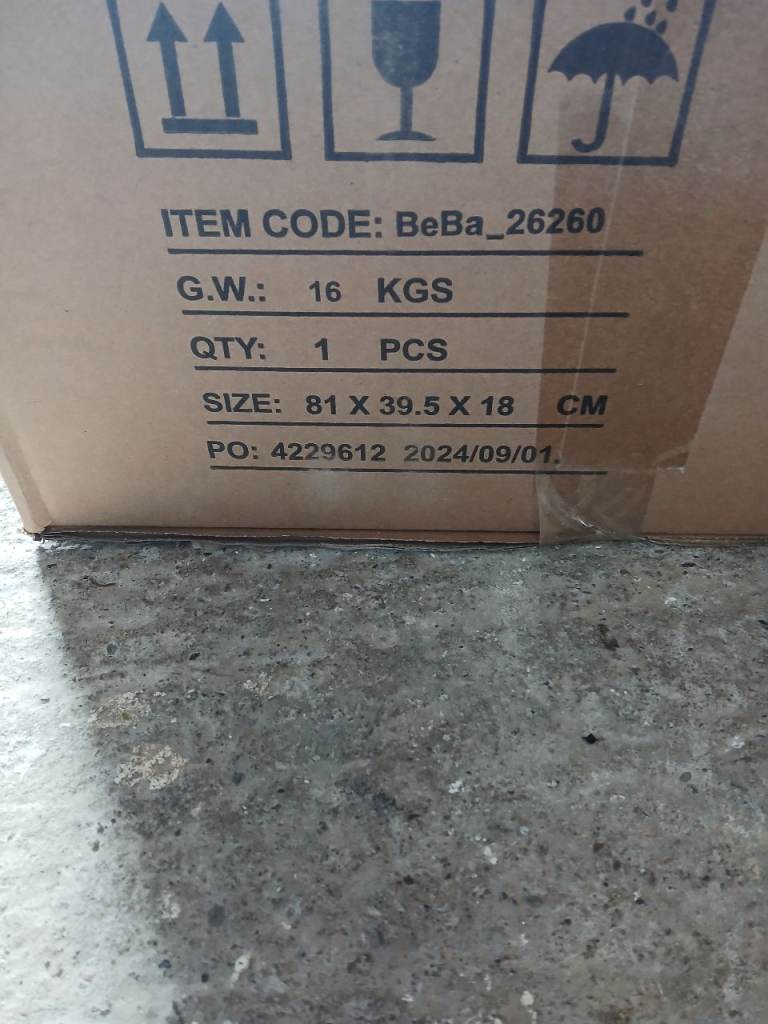 ITEM CODE: BeBa_26260
G.W.: 16 KGS
QTY: 1 PCS
SIZE: 81 X 39.5 X 18 CM
PO: 4229612 2024/09/01.